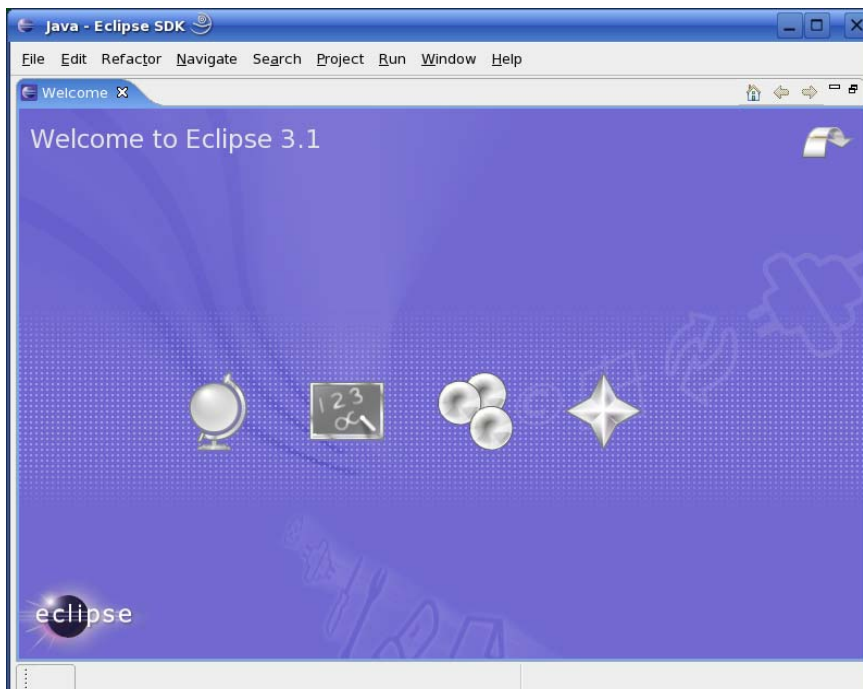 Java - Eclipse SDK
File Edit Refactor Navigate Search Project Run Window Help
Welcome
Welcome to Eclipse 3.1
123
eclipse